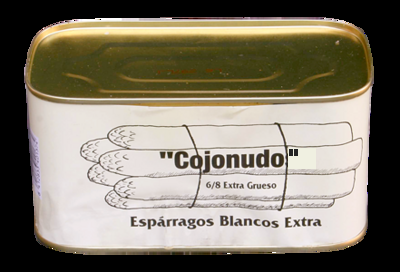 "Cojonudo"
6/8 Extra Grueso
Espárragos Blancos Extra